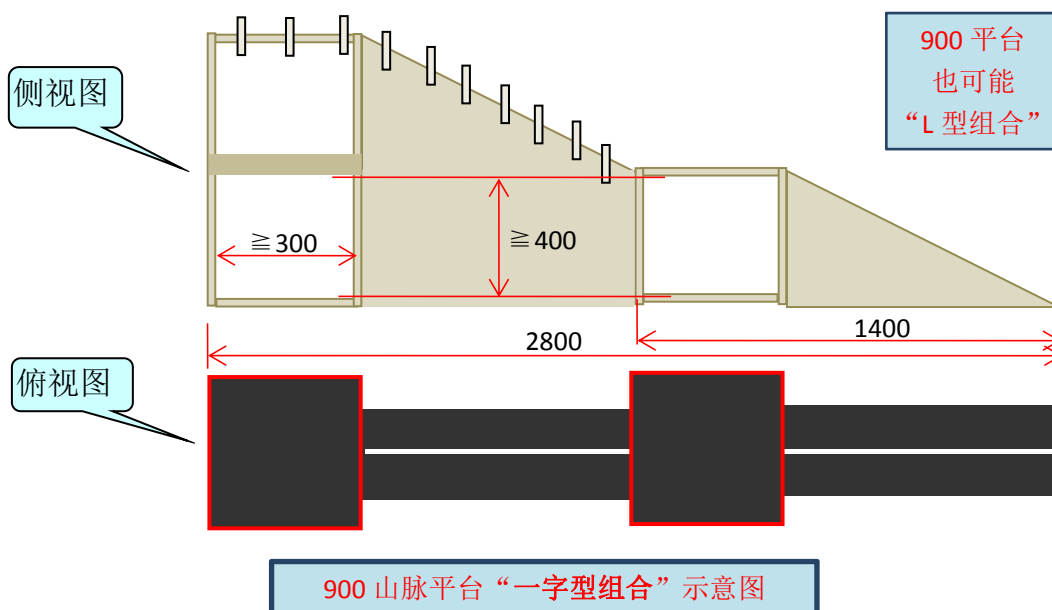 侧视图
900 平台
也可能
“L 型组合”
≧300
≧400
2800
1400
俯视图
900 山脉平台“一字型组合”示意图